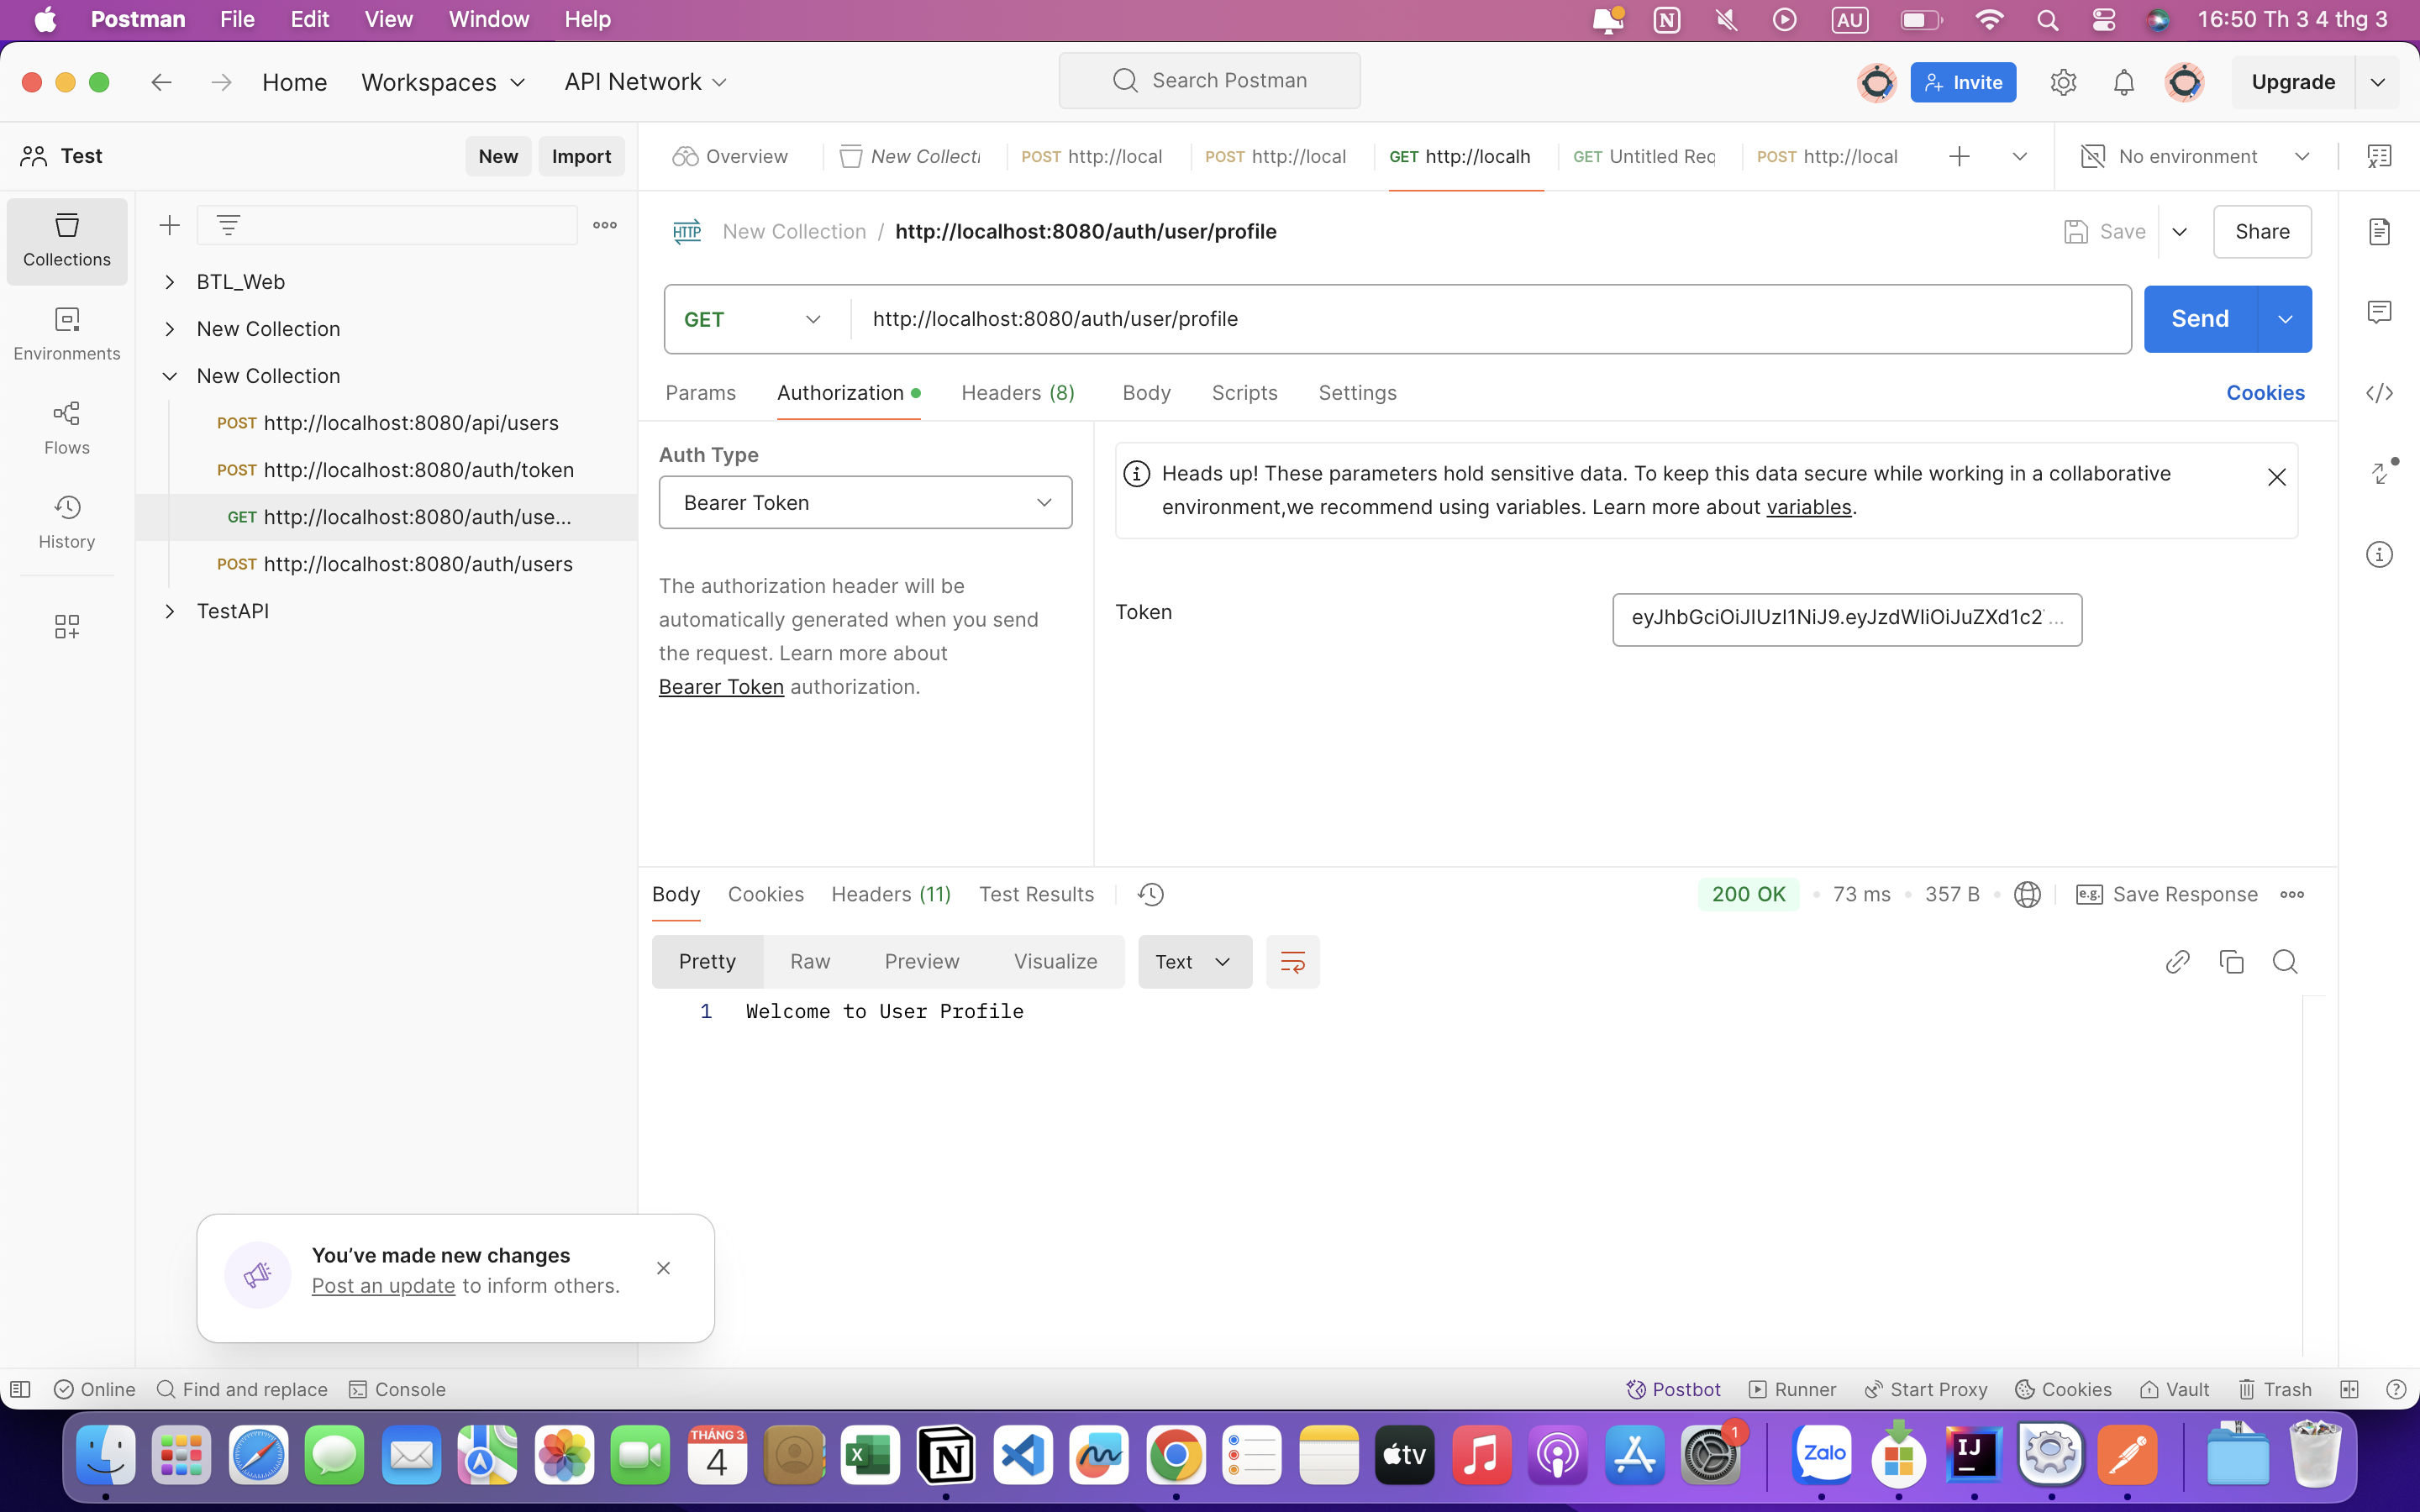 Postman File Edit View Window Help
AU 16:50 Th 3 4 thg 3
Home Workspaces API Network Search Postman Invite Upgrade
Test New Import
Overview New Collecti POST http://local POST http://local GET http://localh GET Untitled Req POST http://local No environment
Collections
Environments
Flows
History
BTL_Web
New Collection
New Collection
POST http://localhost:8080/api/users
POST http://localhost:8080/auth/token
GET http://localhost:8080/auth/use...
POST http://localhost:8080/auth/users
TestAPI
HTTP New Collection / http://localhost:8080/auth/user/profile Save Share
GET http://localhost:8080/auth/user/profile Send
Params Authorization Headers (8) Body Scripts Settings Cookies
Auth Type
Bearer Token
The authorization header will be
automatically generated when you send
the request. Learn more about
Bearer Token authorization.
Heads up! These parameters hold sensitive data. To keep this data secure while working in a collaborative
environment,we recommend using variables. Learn more about variables.
Token eyJhbGciOiJIUzI1NiJ9.eyJzdWIiOiJuZXd1c2 ...
Body Cookies Headers (11) Test Results 200 OK 73 ms 357 B e.g. Save Response
Pretty Raw Preview Visualize Text
1 Welcome to User Profile
You’ve made new changes
Post an update to inform others.
Online Find and replace Console Postbot Runner Start Proxy Cookies Vault Trash
THÁNG 3
4
tv
1
Zalo
IJ